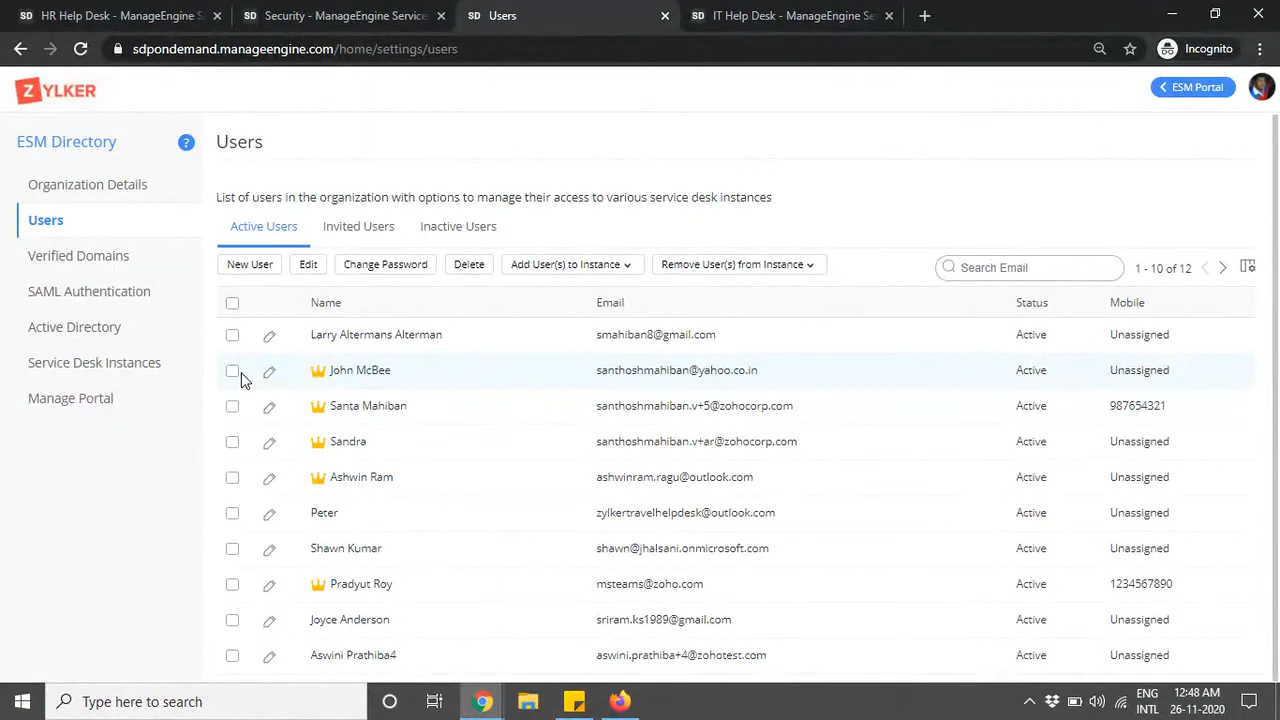 HR Help Desk - ManageEngine S
Security - ManageEngine Service
Users
IT Help Desk - ManageEngine Se
sdpondemand.manageengine.com/home/settings/users
Incognito
ZYLKER
ESM Portal
ESM Directory
?
Users
Organization Details
Users
Verified Domains
SAML Authentication
Active Directory
Service Desk Instances
Manage Portal
List of users in the organization with options to manage their access to various service desk instances
Active Users Invited Users Inactive Users
New User Edit Change Password Delete Add User(s) to Instance Remove User(s) from Instance Search Email 1 - 10 of 12
Name Email Status Mobile
Larry Altermans Alterman smahiban8@gmail.com Active Unassigned
John McBee santhoshmahiban@yahoo.co.in Active Unassigned
Santa Mahiban santhoshmahiban.v+5@zohocorp.com Active 987654321
Sandra santhoshmahiban.v+ar@zohocorp.com Active Unassigned
Ashwin Ram ashwinram.ragu@outlook.com Active Unassigned
Peter zylkertravelhelpdesk@outlook.com Active Unassigned
Shawn Kumar shawn@jhalsani.onmicrosoft.com Active Unassigned
Pradyut Roy msteams@zoho.com Active 1234567890
Joyce Anderson sriram.ks1989@gmail.com Active Unassigned
Aswini Prathiba4 aswini.prathiba+4@zohotest.com Active Unassigned
Type here to search
ENG
INTL
12:48 AM
26-11-2020